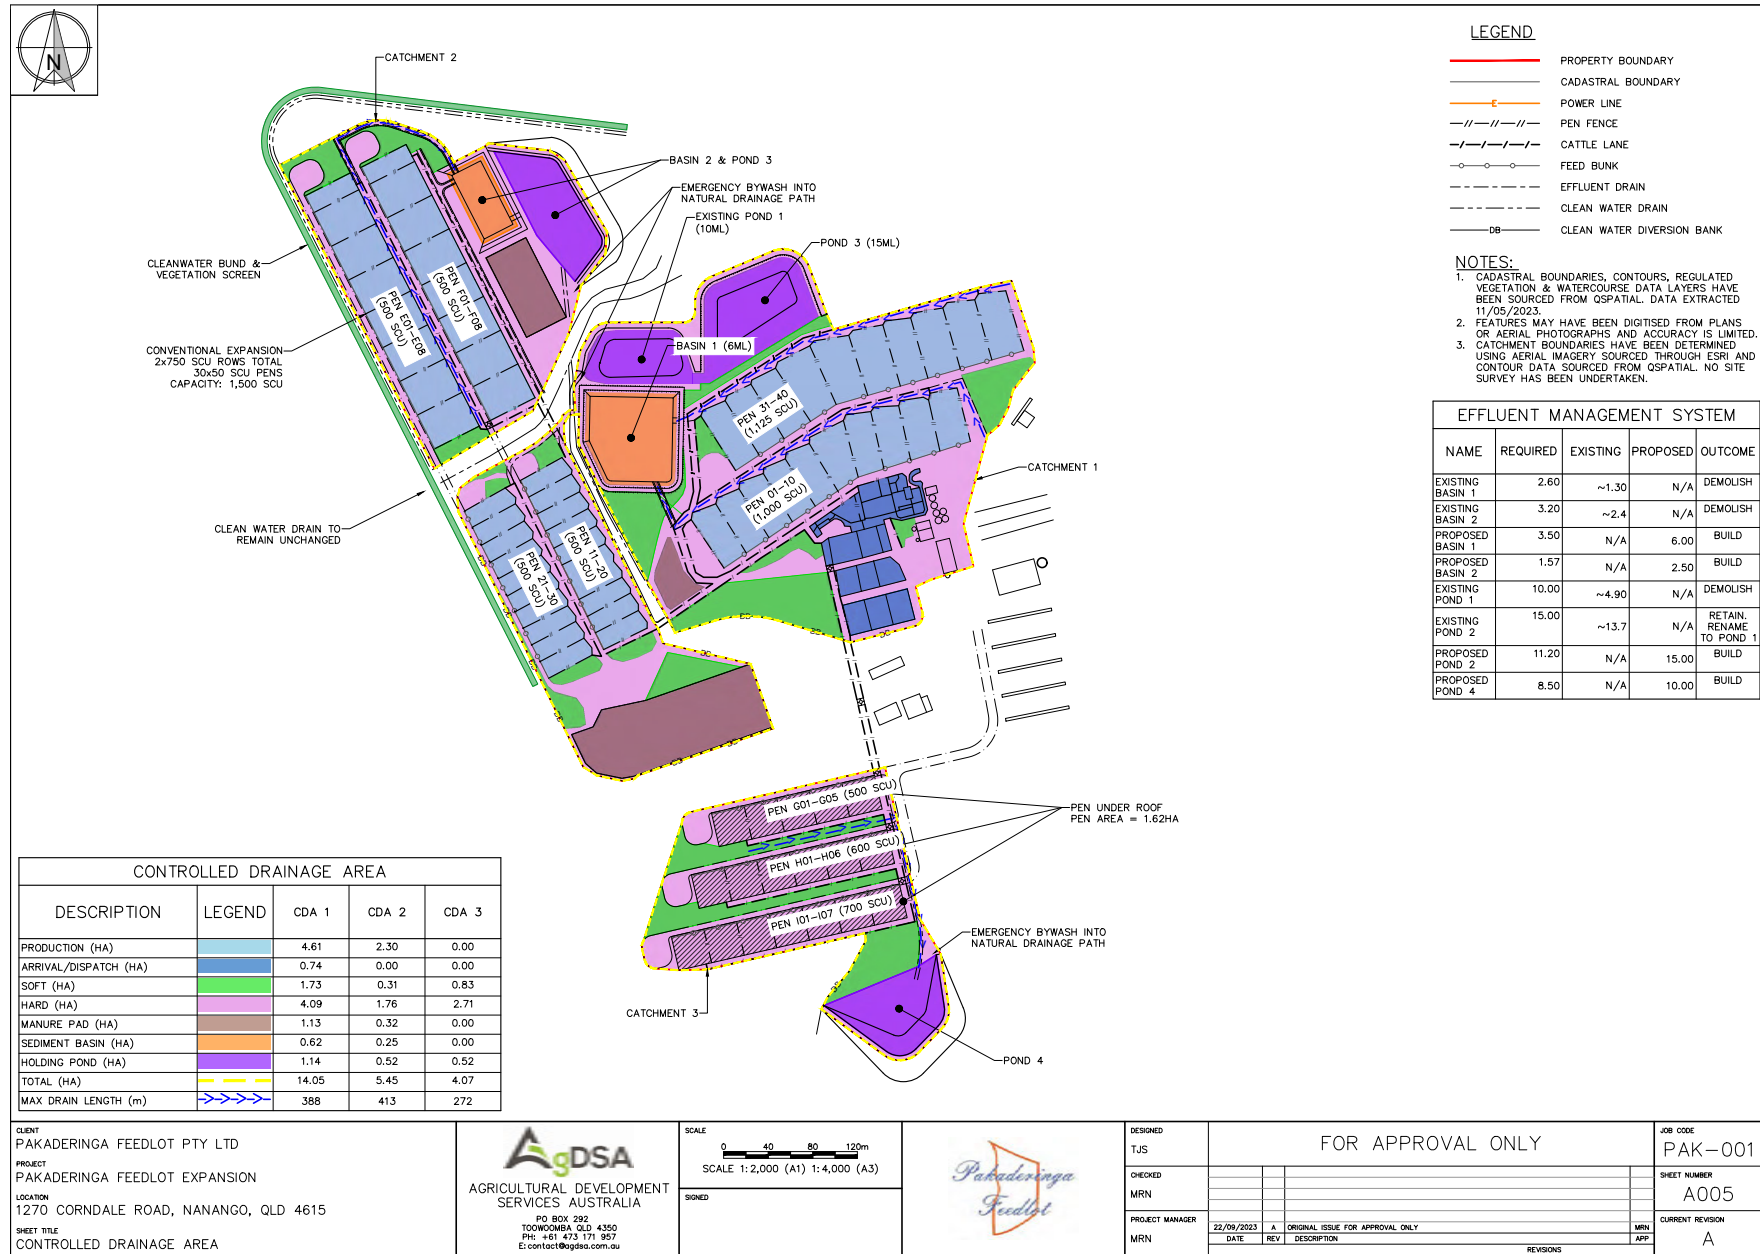 N
CATCHMENT 2
BASIN 2 & POND 3
EMERGENCY BYWASH INTO
NATURAL DRAINAGE PATH
EXISTING POND 1
(10ML)
POND 3 (15ML)
CLEANWATER BUND &
VEGETATION SCREEN
PEN F01-F08
(500 SCU)
PEN E01-E08
(500 SCU)
CONVENTIONAL EXPANSION
2x750 SCU ROWS TOTAL
30x50 SCU PENS
CAPACITY: 1,500 SCU
BASIN 1 (6ML)
PEN 31-40
(1,125 SCU)
PEN 01-10
(1,000 SCU)
CATCHMENT 1
CLEAN WATER DRAIN TO
REMAIN UNCHANGED
PEN 11-20
(500 SCU)
PEN 21-30
(500 SCU)
PEN G01-G05 (500 SCU)
PEN H01-H06 (600 SCU)
PEN I01-I07 (700 SCU)
PEN UNDER ROOF
PEN AREA = 1.62HA
EMERGENCY BYWASH INTO
NATURAL DRAINAGE PATH
CATCHMENT 3
POND 4
LEGEND
PROPERTY BOUNDARY
CADASTRAL BOUNDARY
E POWER LINE
PEN FENCE
CATTLE LANE
FEED BUNK
EFFLUENT DRAIN
CLEAN WATER DRAIN
DB CLEAN WATER DIVERSION BANK
NOTES:
1. CADASTRAL BOUNDARIES, CONTOURS, REGULATED
VEGETATION & WATERCOURSE DATA LAYERS HAVE
BEEN SOURCED FROM QSPATIAL. DATA EXTRACTED
11/05/2023.
2. FEATURES MAY HAVE BEEN DIGITISED FROM PLANS
OR AERIAL PHOTOGRAPHS AND ACCURACY IS LIMITED.
3. CATCHMENT BOUNDARIES HAVE BEEN DETERMINED
USING AERIAL IMAGERY SOURCED THROUGH ESRI AND
CONTOUR DATA SOURCED FROM QSPATIAL. NO SITE
SURVEY HAS BEEN UNDERTAKEN.
EFFLUENT MANAGEMENT SYSTEM
NAME REQUIRED EXISTING PROPOSED OUTCOME
EXISTING BASIN 1 2.60 ~1.30 N/A DEMOLISH
EXISTING BASIN 2 3.20 ~2.4 N/A DEMOLISH
PROPOSED BASIN 1 3.50 N/A 6.00 BUILD
PROPOSED BASIN 2 1.57 N/A 2.50 BUILD
EXISTING POND 1 10.00 ~4.90 N/A DEMOLISH
EXISTING POND 2 15.00 ~13.7 N/A RETAIN. RENAME TO POND 1
PROPOSED POND 2 11.20 N/A 15.00 BUILD
PROPOSED POND 4 8.50 N/A 10.00 BUILD
CONTROLLED DRAINAGE AREA
DESCRIPTION LEGEND CDA 1 CDA 2 CDA 3
PRODUCTION (HA) 4.61 2.30 0.00
ARRIVAL/DISPATCH (HA) 0.74 0.00 0.00
SOFT (HA) 1.73 0.31 0.83
HARD (HA) 4.09 1.76 2.71
MANURE PAD (HA) 1.13 0.32 0.00
SEDIMENT BASIN (HA) 0.62 0.25 0.00
HOLDING POND (HA) 1.14 0.52 0.52
TOTAL (HA) 14.05 5.45 4.07
MAX DRAIN LENGTH (m) 388 413 272
CLIENT
PAKADERINGA FEEDLOT PTY LTD
PROJECT
PAKADERINGA FEEDLOT EXPANSION
LOCATION
1270 CORNDALE ROAD, NANANGO, QLD 4615
SHEET TITLE
CONTROLLED DRAINAGE AREA
AgDSA
AGRICULTURAL DEVELOPMENT
SERVICES AUSTRALIA
PO BOX 292
TOOWOOMBA QLD 4350
PH: +61 473 171 957
E:contact@agdsa.com.au
SCALE
0 40 80 120m
SCALE 1:2,000 (A1) 1:4,000 (A3)
SIGNED
Pakaderinga
Feedlot
DESIGNED
TJS
CHECKED
MRN
PROJECT MANAGER
MRN
FOR APPROVAL ONLY
22/09/2023 A ORIGINAL ISSUE FOR APPROVAL ONLY MRN
DATE REV DESCRIPTION APP
REVISIONS
JOB CODE
PAK-001
SHEET NUMBER
A005
CURRENT REVISION
A